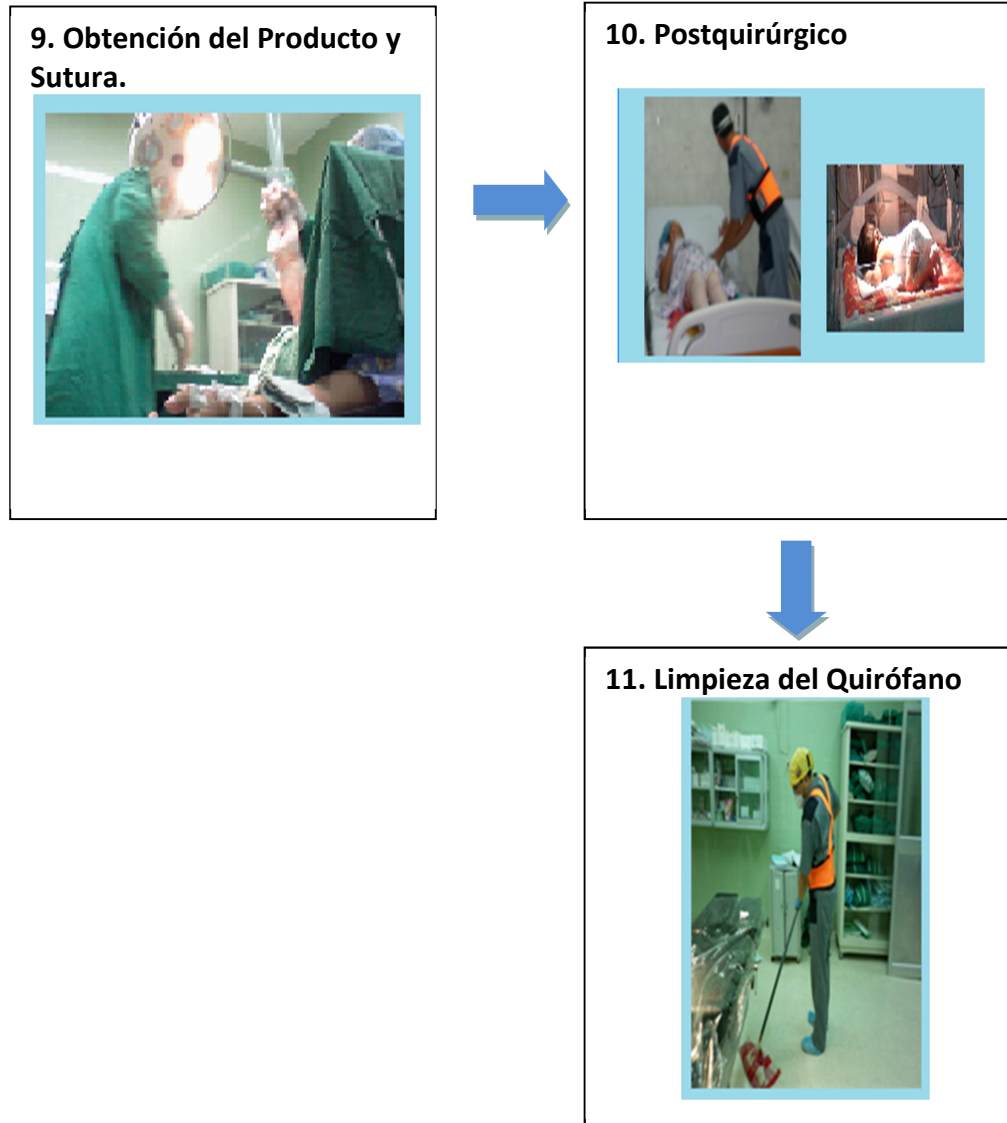 9. Obtención del Producto y
Sutura.
10. Postquirúrgico
11. Limpieza del Quirófano